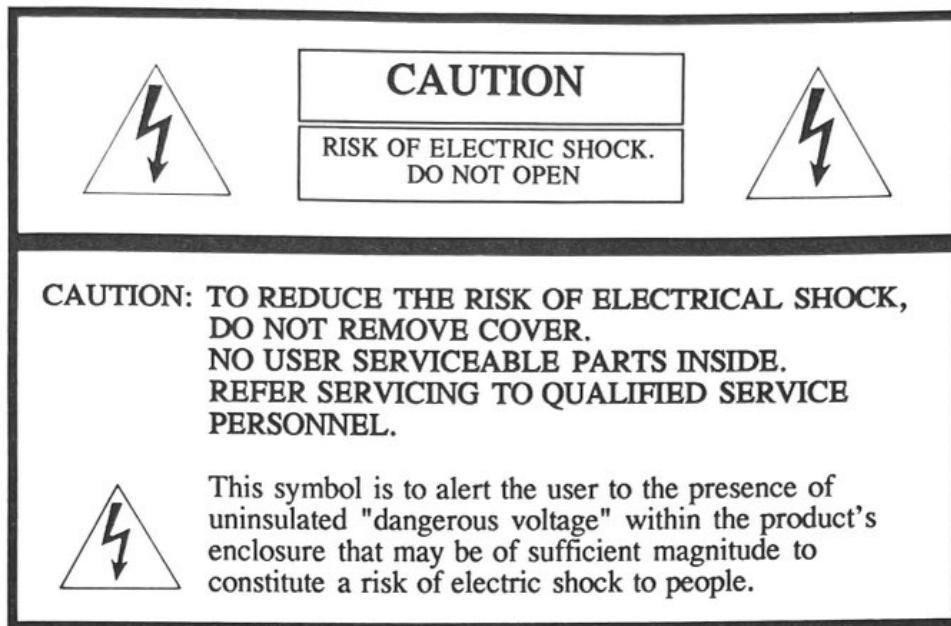 CAUTION
RISK OF ELECTRIC SHOCK.
DO NOT OPEN
CAUTION: TO REDUCE THE RISK OF ELECTRICAL SHOCK,
DO NOT REMOVE COVER.
NO USER SERVICEABLE PARTS INSIDE.
REFER SERVICING TO QUALIFIED SERVICE
PERSONNEL.
This symbol is to alert the user to the presence of
uninsulated "dangerous voltage" within the product's
enclosure that may be of sufficient magnitude to
constitute a risk of electric shock to people.